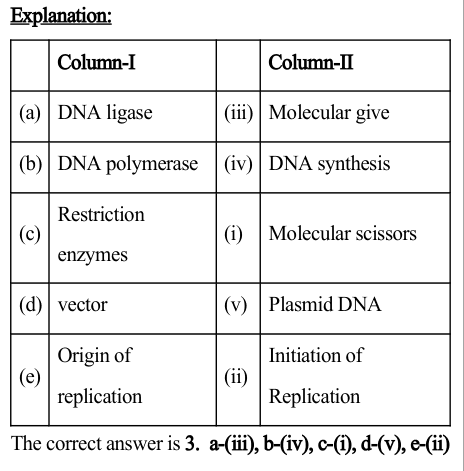 Explanation:
Column-I Column-II
(a) DNA ligase (iii) Molecular give
(b) DNA polymerase (iv) DNA synthesis
(c) Restriction enzymes (i) Molecular scissors
(d) vector (v) Plasmid DNA
(e) Origin of replication (ii) Initiation of Replication
The correct answer is 3. a-(iii), b-(iv), c-(i), d-(v), e-(ii)